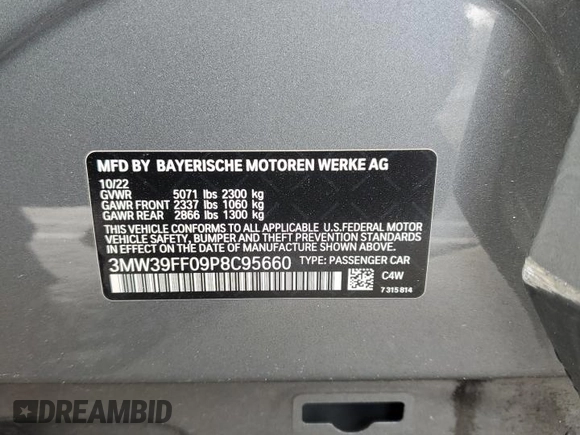 MFD BY BAYERISCHE MOTOREN WERKE AG
10/22
GVWR 5071 lbs 2300 kg
GAWR FRONT 2337 lbs 1060 kg
GAWR REAR 2866 lbs 1300 kg
THIS VEHICLE CONFORMS TO ALL APPLICABLE U.S.FEDERAL MOTOR
VEHICLE SAFETY, BUMPER AND THEFT PREVENTION STANDARDS
IN EFFECT ON THE DATE OF MANUFACTURE SHOWN ABOVE.
3MW39FF09P8C95660 TYPE: PASSENGER CAR
C4W
7 315 814
DREAMBID